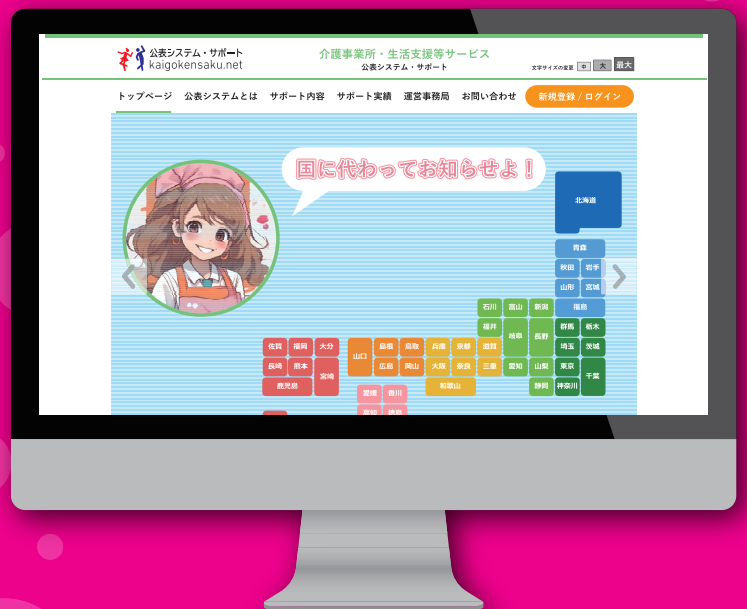 公表システム・サポート
kaigokensaku.net
介護事業所・生活支援等サービス
公表システム・サポート
文字サイズの変更 中 大 最大
トップページ 公表システムとは サポート内容 サポート実績 運営事務局 お問い合わせ 新規登録 / ログイン
国に代わってお知らせよ！
北海道
青森
秋田 岩手
山形 宮城
石川 富山 新潟 福島
福井 岐阜 長野 群馬 栃木
佐賀 福岡 大分 山口 島根 鳥取 兵庫 京都 滋賀 埼玉 茨城
長崎 熊本 宮崎 広島 岡山 大阪 奈良 三重 愛知 山梨 東京 千葉
鹿児島 和歌山 静岡 神奈川
愛媛 香川
高知 徳島